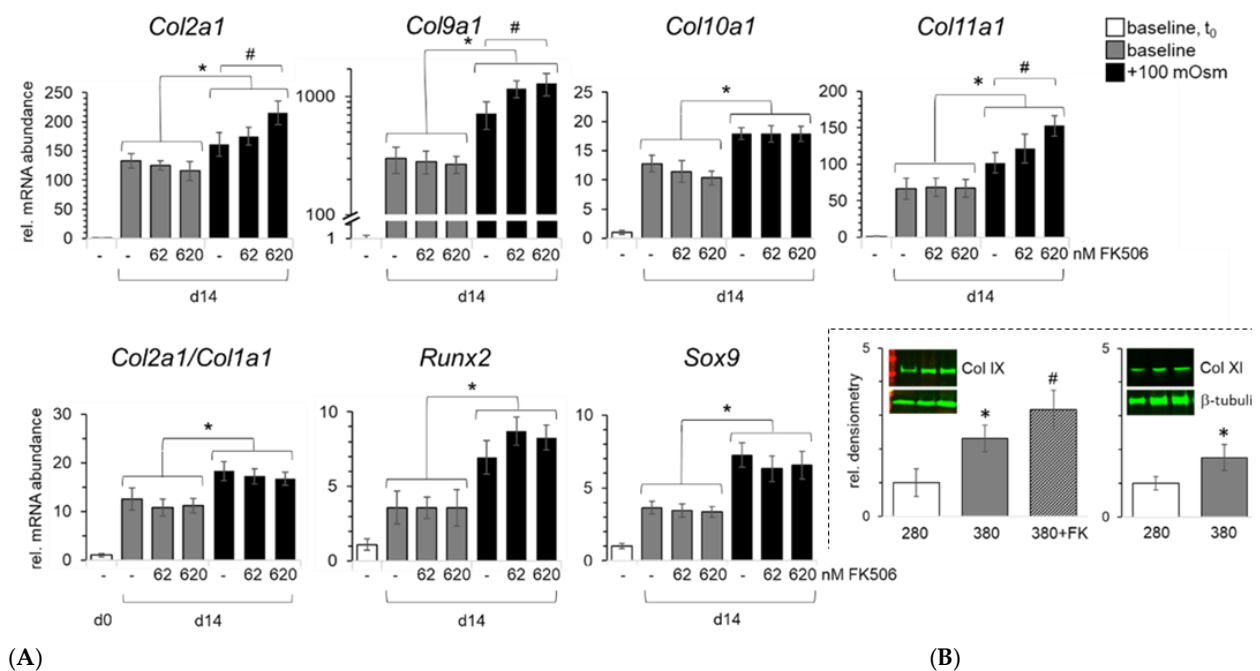 Col2a1 Col9a1 Col10a1 Col11a1
baseline, t0
baseline
+100 mOsm
* # * # * * #
rel. mRNA abundance
250
200
150
100
50
0
- - 62 620 - 62 620
d14
1000
100
1
- - 62 620 - 62 620
d14
25
20
15
10
5
0
- - 62 620 - 62 620
d14
200
150
100
50
0
- - 62 620 - 62 620 nM FK506
d14
Col2a1/Col1a1 Runx2 Sox9
* * *
rel. mRNA abundance
30
20
10
0
- - 62 620 - 62 620
d0 d14
10
5
0
- - 62 620 - 62 620
d14
10
8
6
4
2
0
- - 62 620 - 62 620 nM FK506
d14
rel. densiometry
5
0
Col IX
* #
280 380 380+FK
5
0
Col XI
β-tubuli
*
280 380
(A) (B)